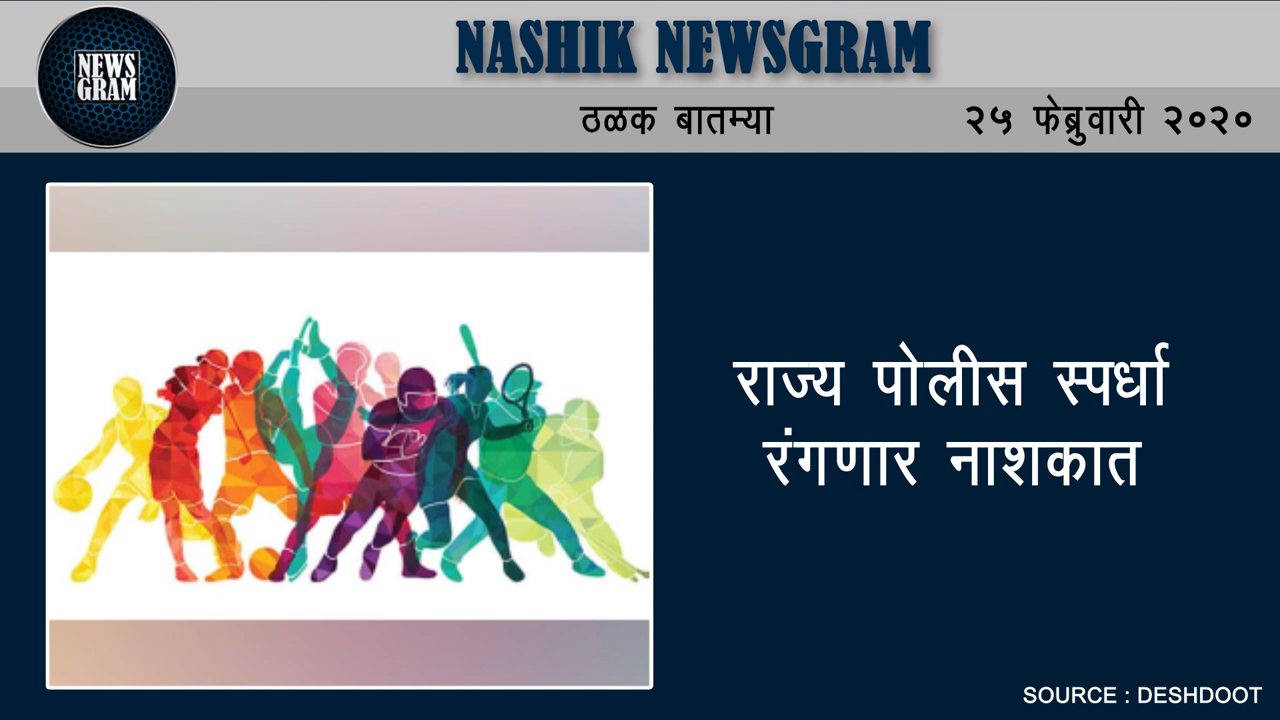 NEWS
GRAM
NASHIK NEWSGRAM
ठळक बातम्या
२५ फेब्रुवारी २०२०
राज्य पोलीस स्पर्धा
रंगणार नाशकात
SOURCE : DESHDOOT